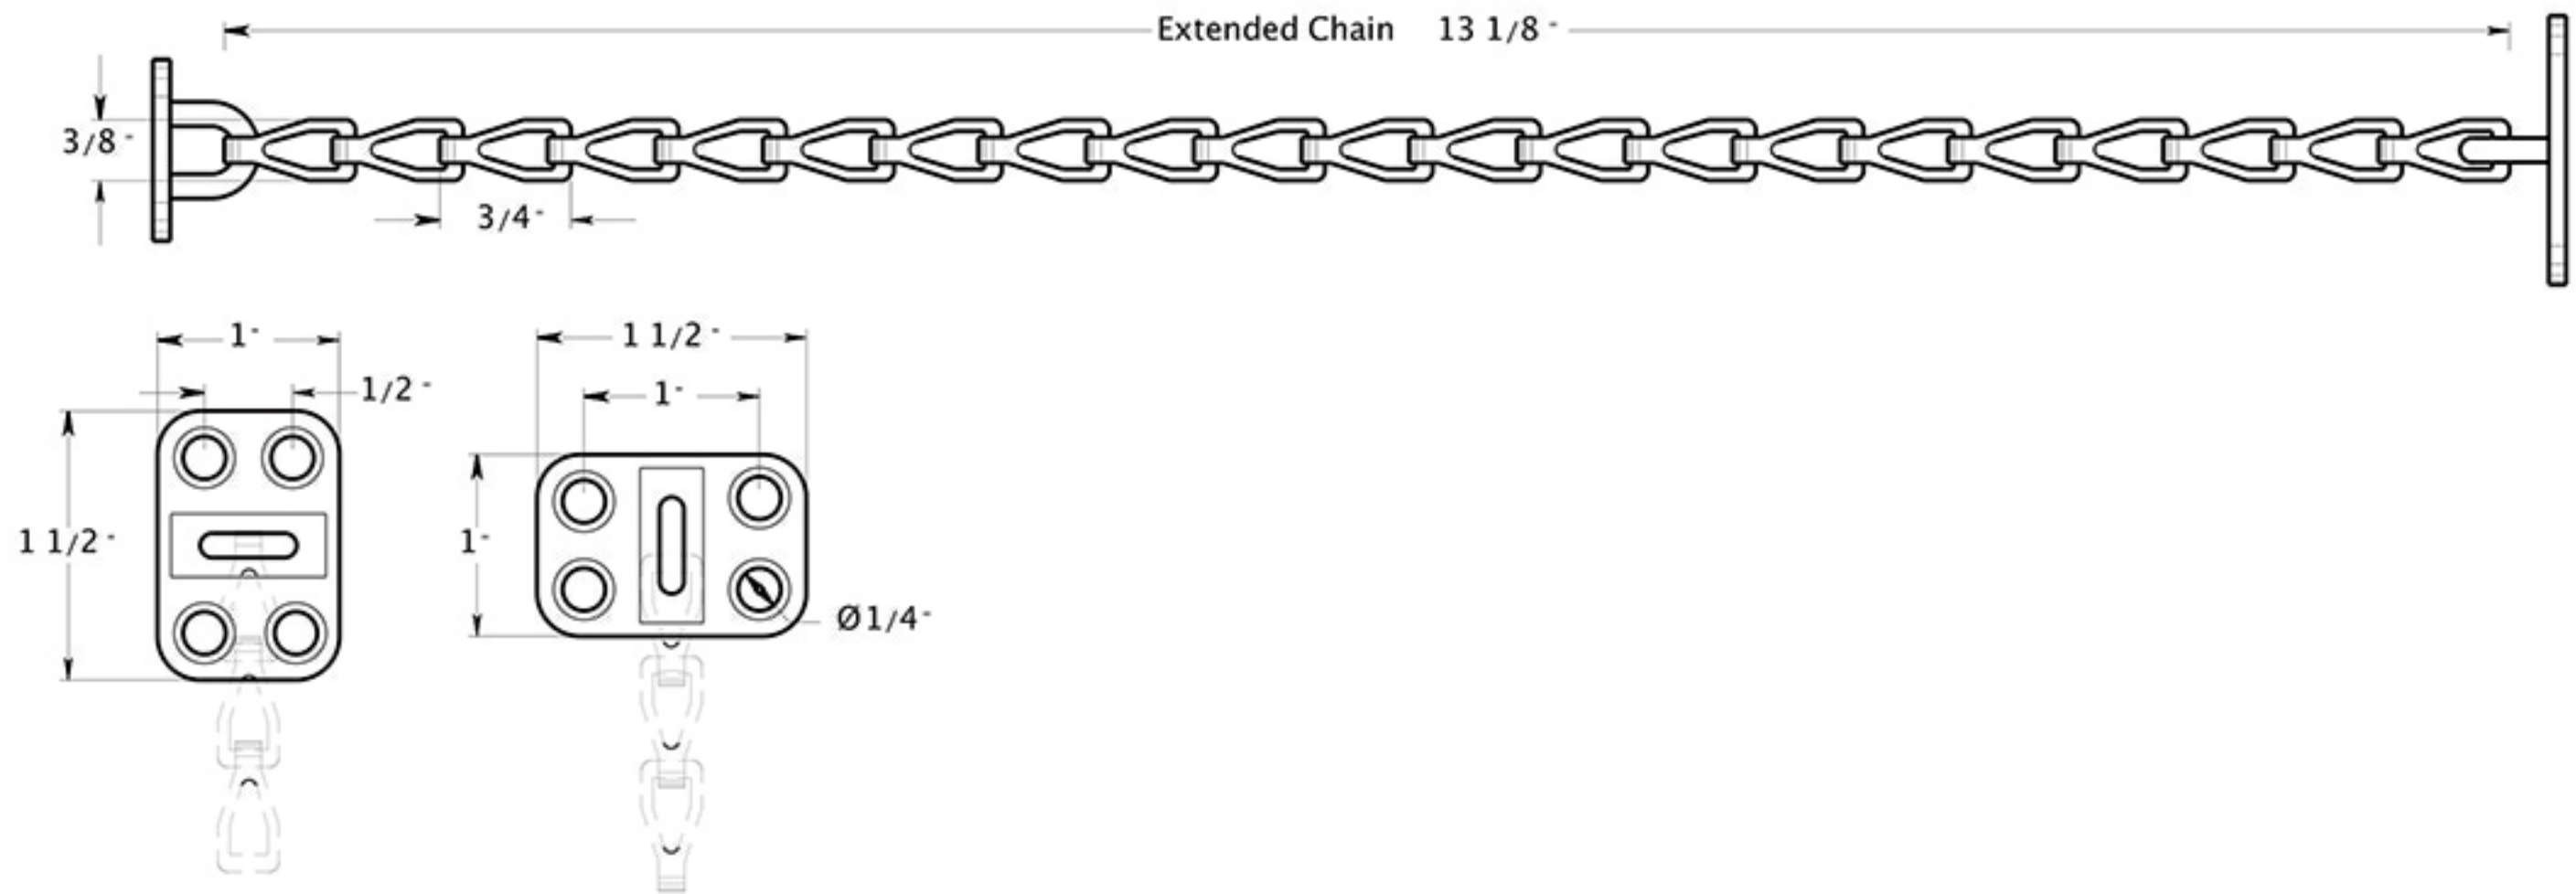 Extended Chain 13 1/8 "
3/8 "
3/4 "
1 "
1 1/2 "
1/2 "
1 "
1 1/2 "
1 "
Ø 1/4 "